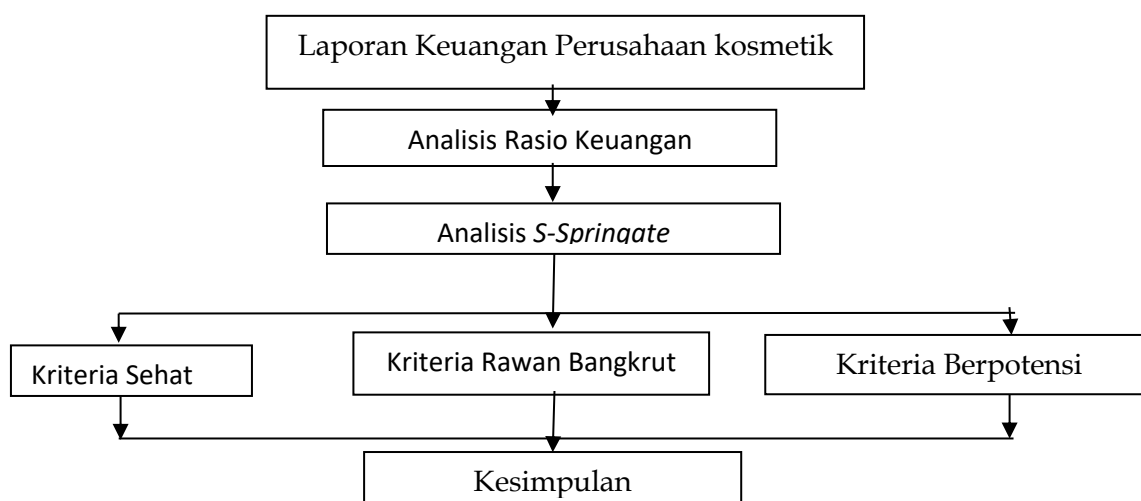 Laporan Keuangan Perusahaan kosmetik
Analisis Rasio Keuangan
Analisis S-Springate
Kriteria Sehat
Kriteria Rawan Bangkrut
Kriteria Berpotensi
Kesimpulan